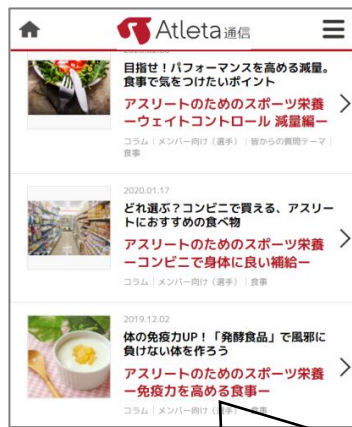 Atleta通信
目指せ！パフォーマンスを高める減量。
食事で気をつけたいポイント
アスリートのためのスポーツ栄養
ーウェイトコントロール 減量編ー
コラム｜メンバー向け（選手）｜皆からの質問テーマ｜
食事
2020.01.17
どれ選ぶ？コンビニで買える、アスリー
トにおすすめの食べ物
アスリートのためのスポーツ栄養
ーコンビニで身体に良い補給ー
コラム｜メンバー向け（選手）｜食事
2019.12.02
体の免疫力UP！「発酵食品」で風邪に
負けない体を作ろう
アスリートのためのスポーツ栄養
ー免疫力を高める食事ー
コラム｜メンバー向け（選手）｜食事